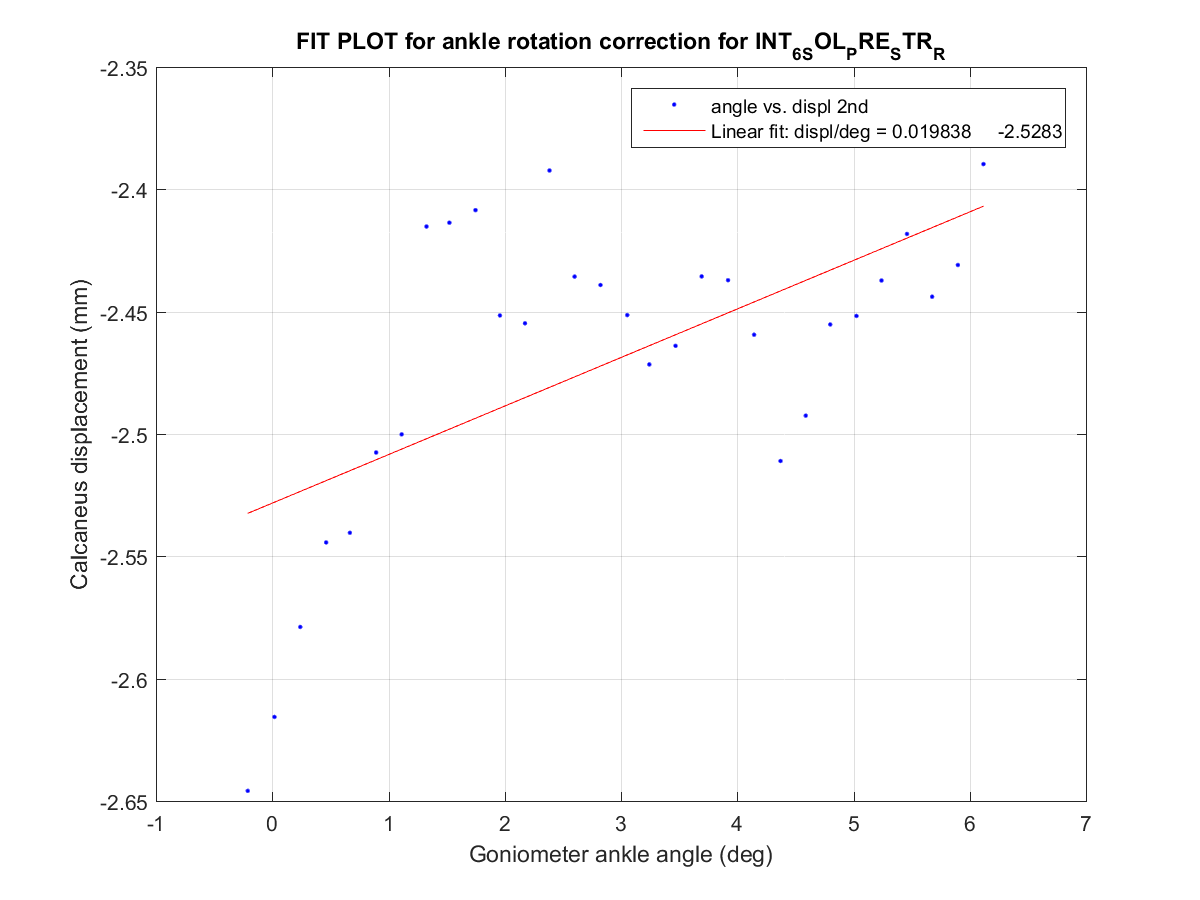 FIT PLOT for ankle rotation correction for INT6SOLPRESTRR
-2.35
angle vs. displ 2nd
Linear fit: displ/deg = 0.019838 -2.5283
-2.4
-2.45
-2.5
-2.55
-2.6
-2.65
Calcaneus displacement (mm)
-1 0 1 2 3 4 5 6 7
Goniometer ankle angle (deg)